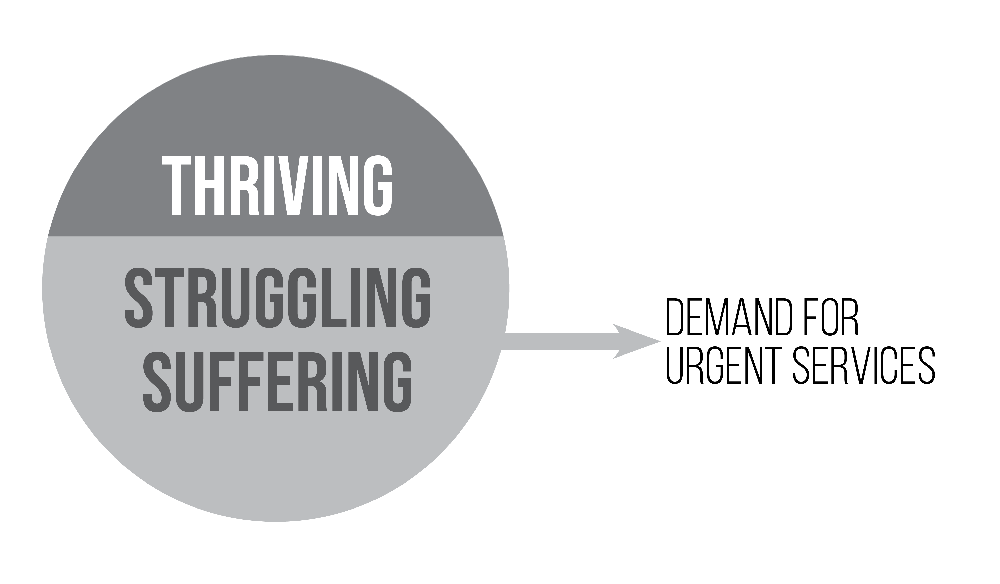 THRIVING
STRUGGLING
SUFFERING
DEMAND FOR
URGENT SERVICES